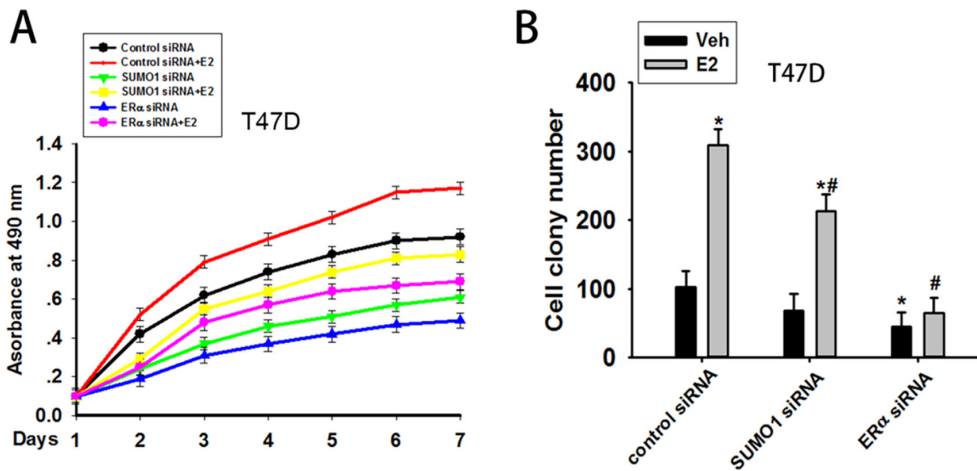 A
Control siRNA
Control siRNA+E2
SUMO1 siRNA
SUMO1 siRNA+E2
ERα siRNA
ERα siRNA+E2
T47D
Asorbance at 490 nm
1.4
1.2
1.0
.8
.6
.4
.2
0.0
Days 1 2 3 4 5 6 7
B
Veh
E2
T47D
Cell clony number
400
300
200
100
0
*
*#
*
#
control siRNA
SUMO1 siRNA
ERα siRNA